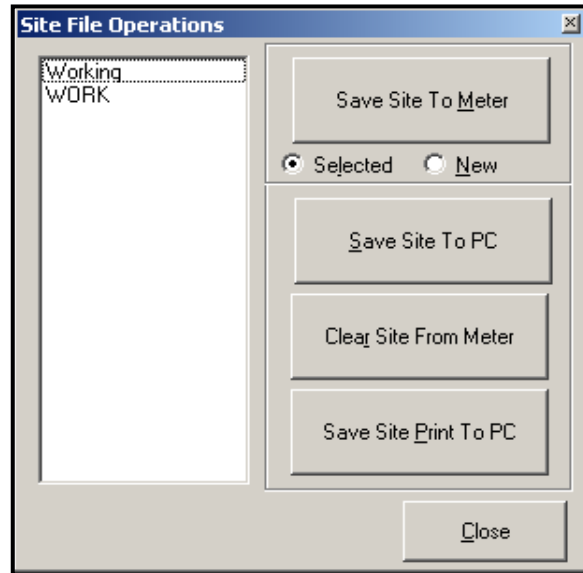 Site File Operations
Working
WORK
Save Site To Meter
Selected
New
Save Site To PC
Clear Site From Meter
Save Site Print To PC
Close